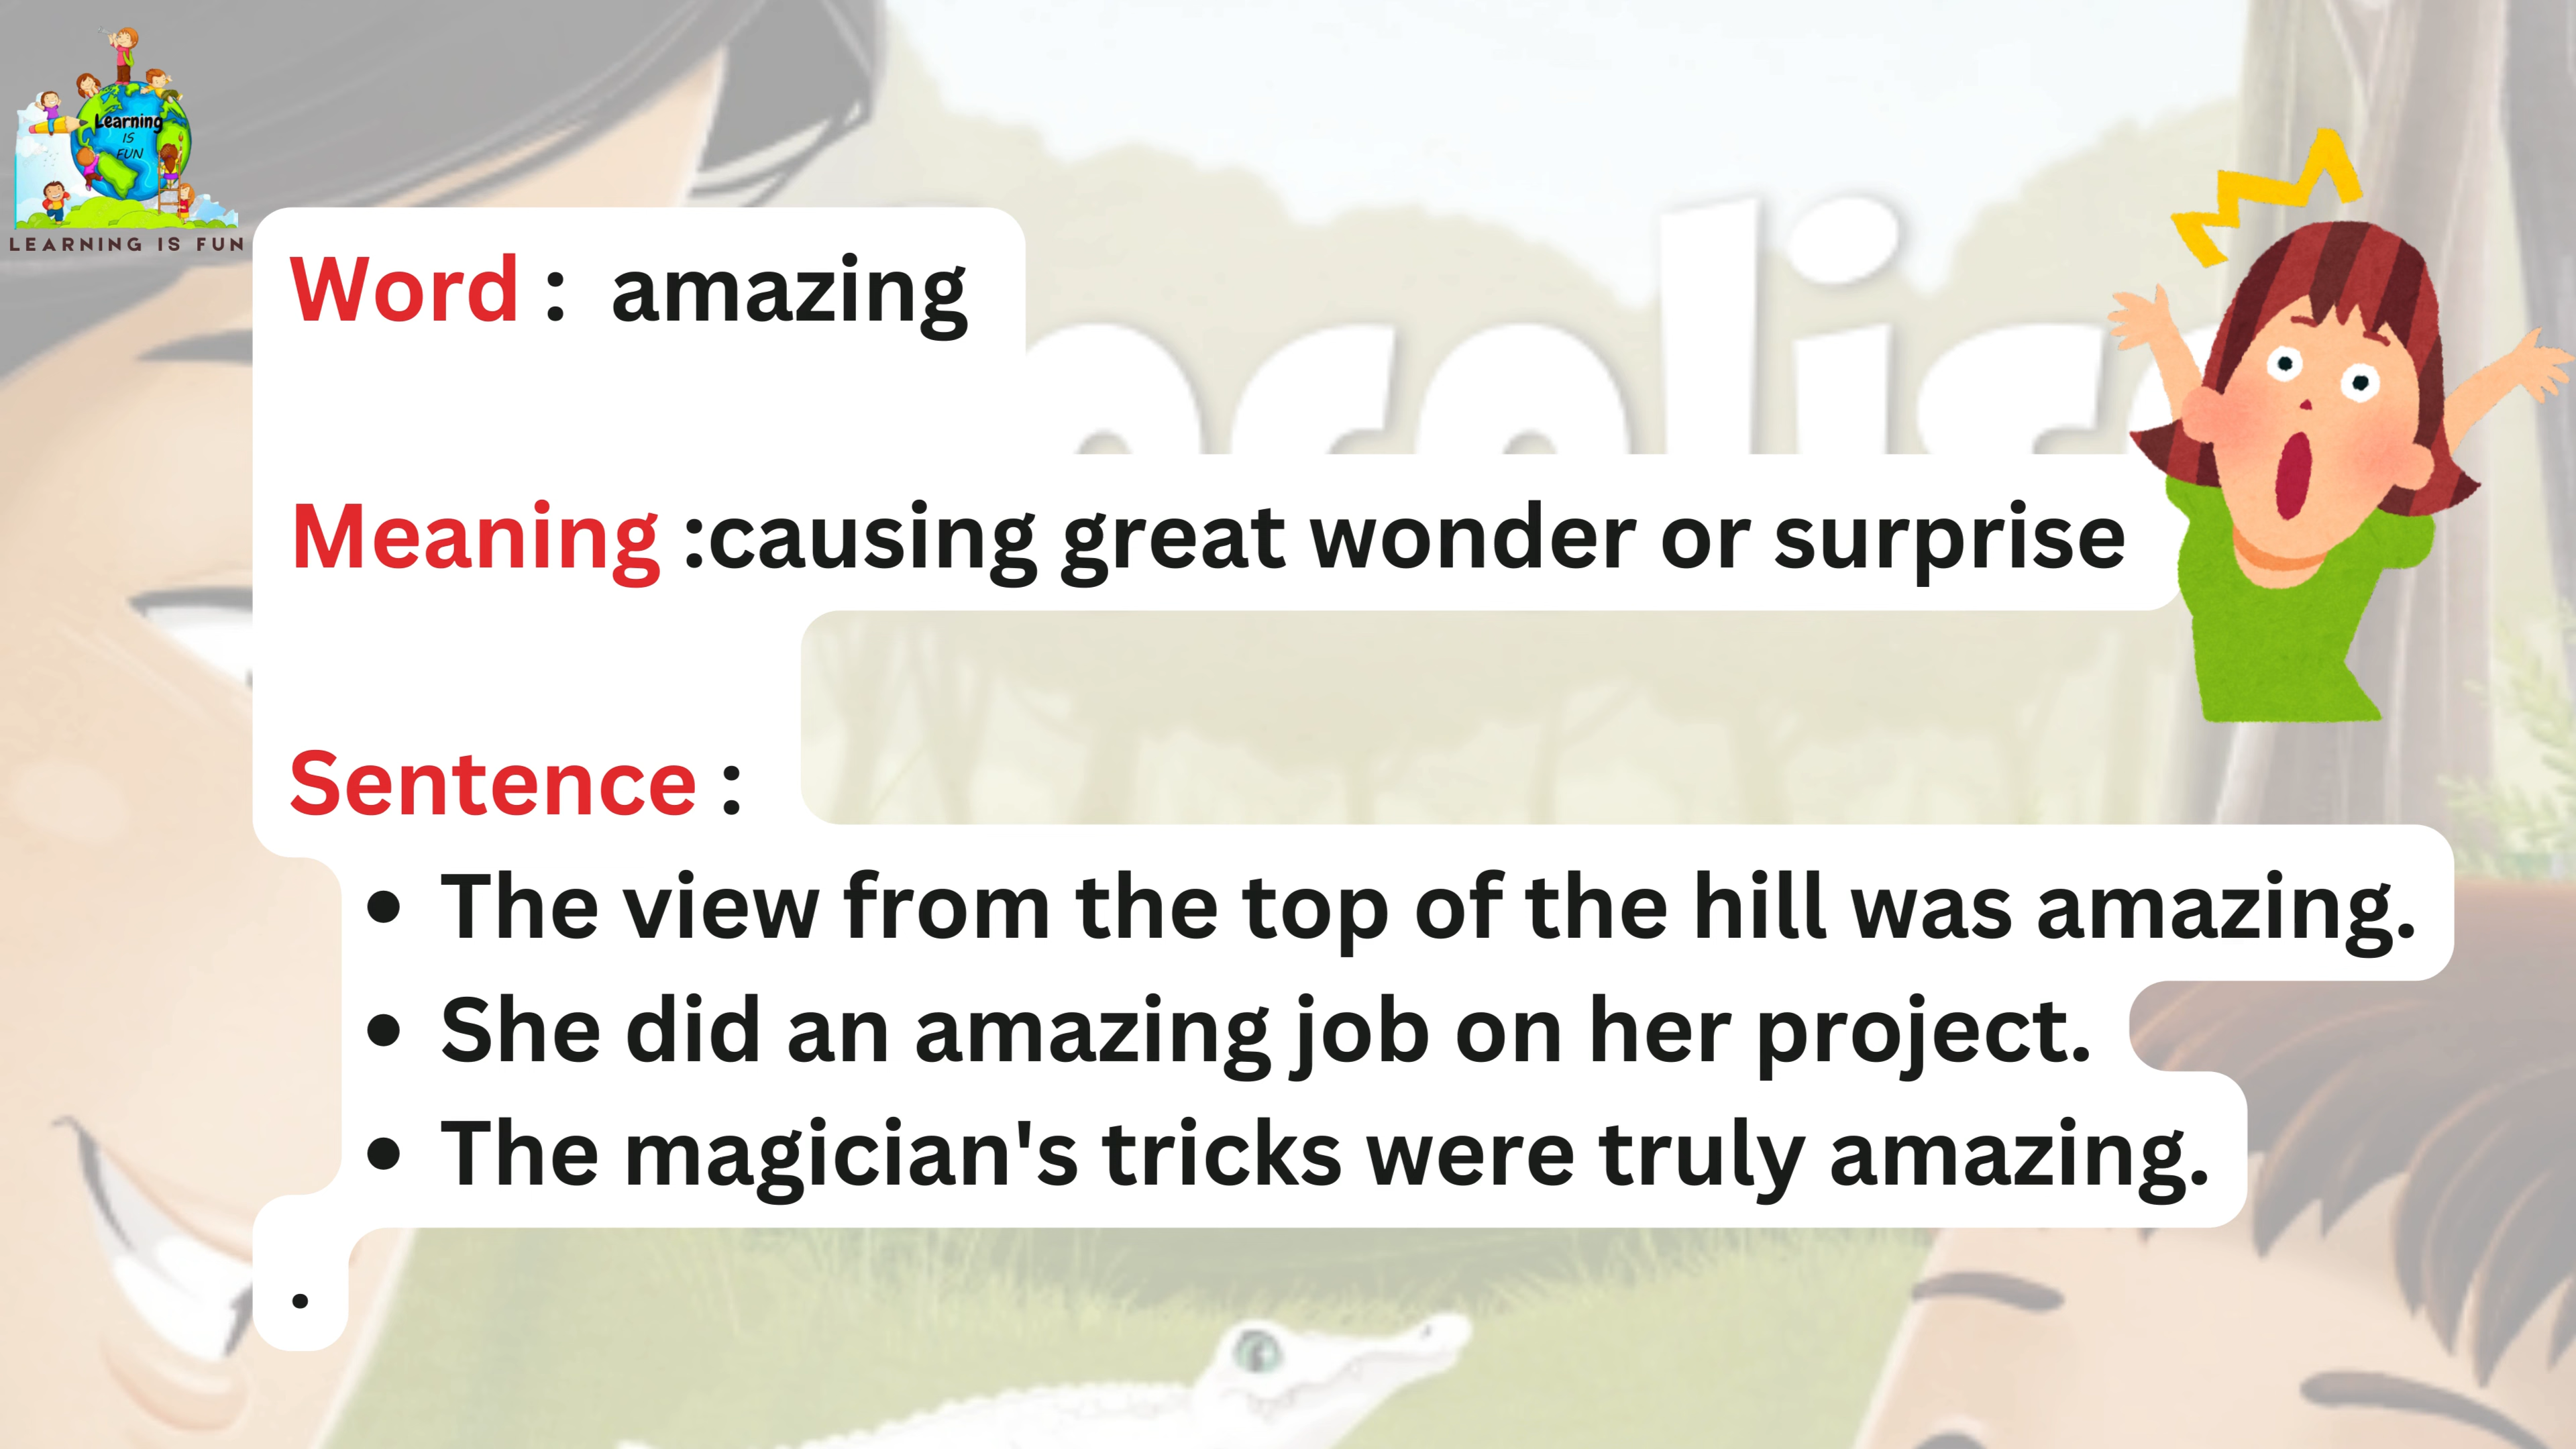 Learning
IS
FUN
LEARNING IS FUN
Word : amazing
Meaning :causing great wonder or surprise
Sentence :
• The view from the top of the hill was amazing.
• She did an amazing job on her project.
• The magician's tricks were truly amazing.
.